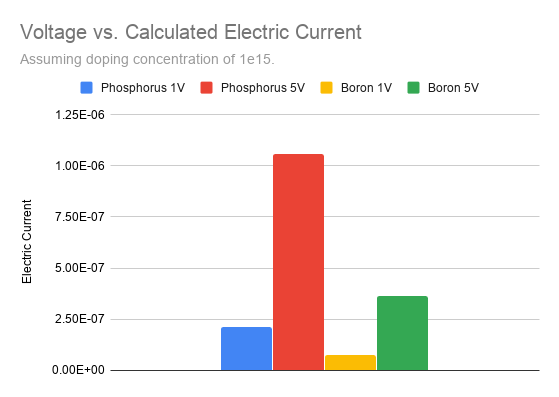 Voltage vs. Calculated Electric Current
Assuming doping concentration of 1e15.
Phosphorus 1V Phosphorus 5V Boron 1V Boron 5V
1.25E-06
1.00E-06
7.50E-07
5.00E-07
2.50E-07
0.00E+00
Electric Current